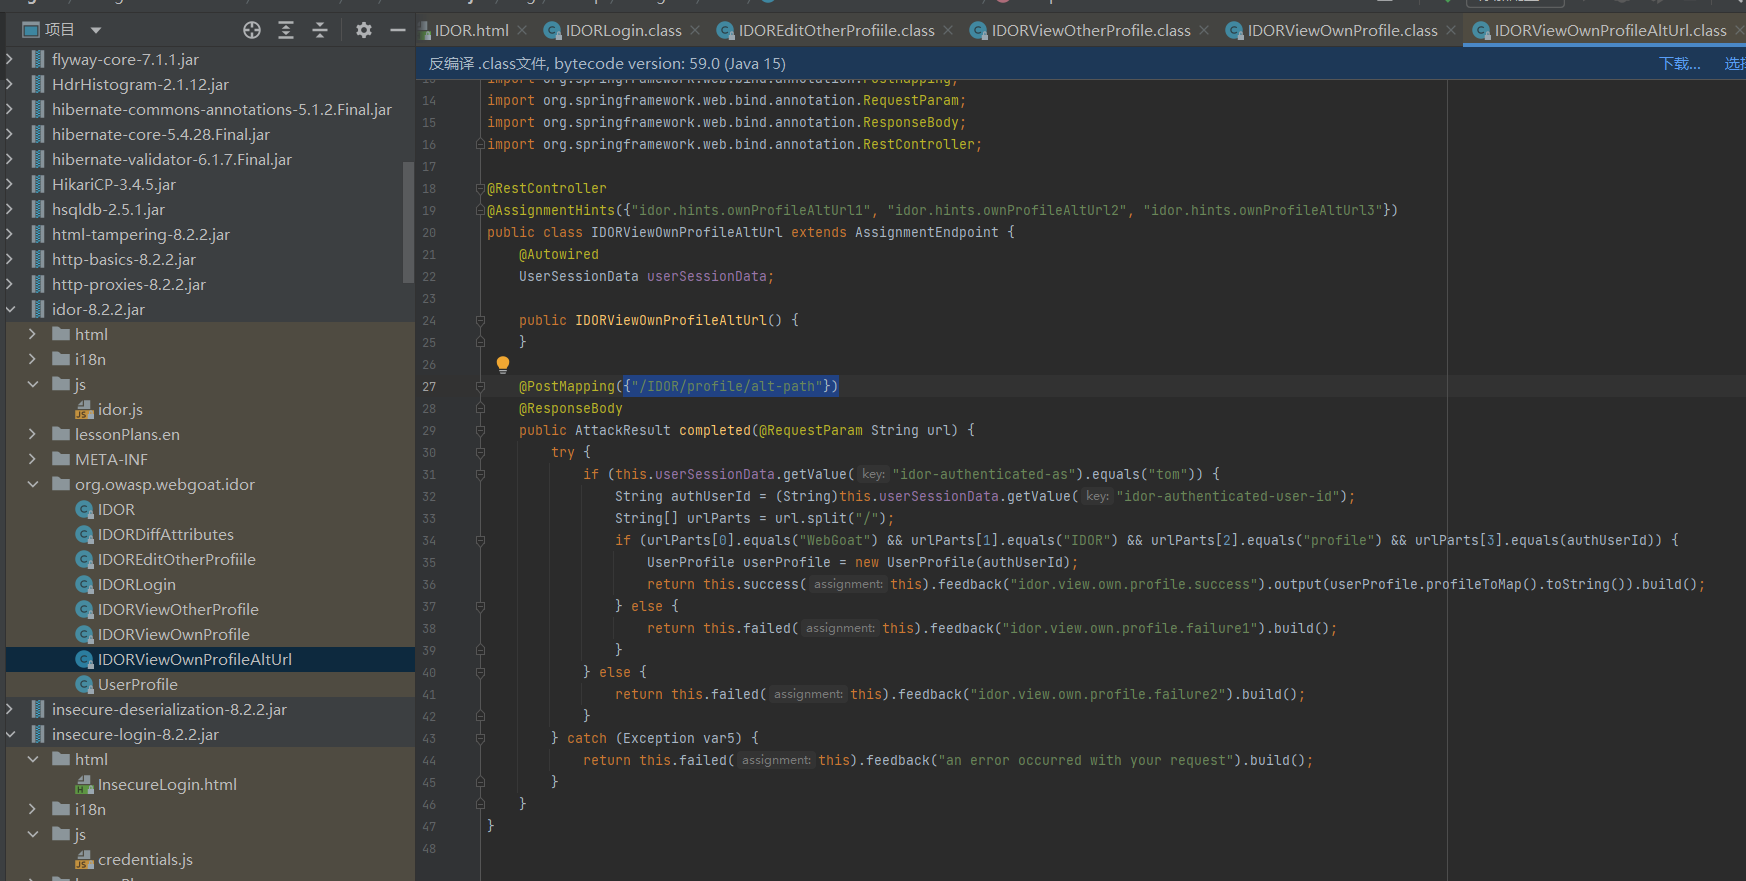 项目
IDOR.html
IDORLogin.class
IDOREditOtherProfiile.class
IDORViewOtherProfile.class
IDORViewOwnProfile.class
IDORViewOwnProfileAltUrl.class
反编译 .class文件, bytecode version: 59.0 (Java 15)
下载...
flyway-core-7.1.1.jar
HdrHistogram-2.1.12.jar
hibernate-commons-annotations-5.1.2.Final.jar
hibernate-core-5.4.28.Final.jar
hibernate-validator-6.1.7.Final.jar
HikariCP-3.4.5.jar
hsqldb-2.5.1.jar
html-tampering-8.2.2.jar
http-basics-8.2.2.jar
http-proxies-8.2.2.jar
idor-8.2.2.jar
html
i18n
js
idor.js
lessonPlans.en
META-INF
org.owasp.webgoat.idor
IDOR
IDORDiffAttributes
IDOREditOtherProfiile
IDORLogin
IDORViewOtherProfile
IDORViewOwnProfile
IDORViewOwnProfileAltUrl
UserProfile
insecure-deserialization-8.2.2.jar
insecure-login-8.2.2.jar
html
InsecureLogin.html
i18n
js
credentials.js
14 import org.springframework.web.bind.annotation.RequestParam;
15 import org.springframework.web.bind.annotation.ResponseBody;
16 import org.springframework.web.bind.annotation.RestController;
17
18 @RestController
19 @AssignmentHints({"idor.hints.ownProfileAltUrl1", "idor.hints.ownProfileAltUrl2", "idor.hints.ownProfileAltUrl3"})
20 public class IDORViewOwnProfileAltUrl extends AssignmentEndpoint {
21 @Autowired
22 UserSessionData userSessionData;
23
24 public IDORViewOwnProfileAltUrl() {
25 }
26
27 @PostMapping({"/IDOR/profile/alt-path"})
28 @ResponseBody
29 public AttackResult completed(@RequestParam String url) {
30 try {
31 if (this.userSessionData.getValue( key: "idor-authenticated-as").equals("tom")) {
32 String authUserId = (String)this.userSessionData.getValue( key: "idor-authenticated-user-id");
33 String[] urlParts = url.split("/");
34 if (urlParts[0].equals("WebGoat") && urlParts[1].equals("IDOR") && urlParts[2].equals("profile") && urlParts[3].equals(authUserId)) {
35 UserProfile userProfile = new UserProfile(authUserId);
36 return this.success( assignment: this).feedback("idor.view.own.profile.success").output(userProfile.profileToMap().toString()).build();
37 } else {
38 return this.failed( assignment: this).feedback("idor.view.own.profile.failure1").build();
39 }
40 } else {
41 return this.failed( assignment: this).feedback("idor.view.own.profile.failure2").build();
42 }
43 } catch (Exception var5) {
44 return this.failed( assignment: this).feedback("an error occurred with your request").build();
45 }
46 }
47 }
48